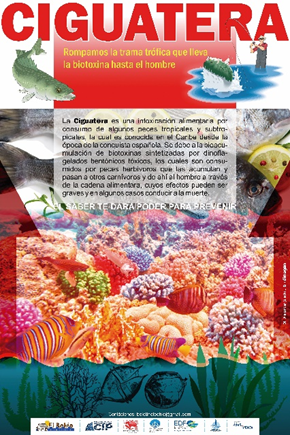 CIGUATERA
Rompamos la trama trófica que lleva
la biotoxina hasta el hombre
La Ciguatera es una intoxicación alimentaria por
consumo de algunos peces tropicales y subtro-
picales, la cual es conocida en el Caribe desde la
época de la conquista española. Se debe a la bioacu-
mulación de biotoxinas sintetizadas por dinofla-
gelados bentónicos tóxicos, los cuales son consu-
midos por peces herbívoros que las acumulan y
pasan a otros carnívoros y de ahí al hombre a través
de la cadena alimentaria, cuyos efectos pueden ser
graves y en algunos casos conducir a la muerte.
EL SABER TE DARÁ PODER PARA PREVENIR
CIP
EDF